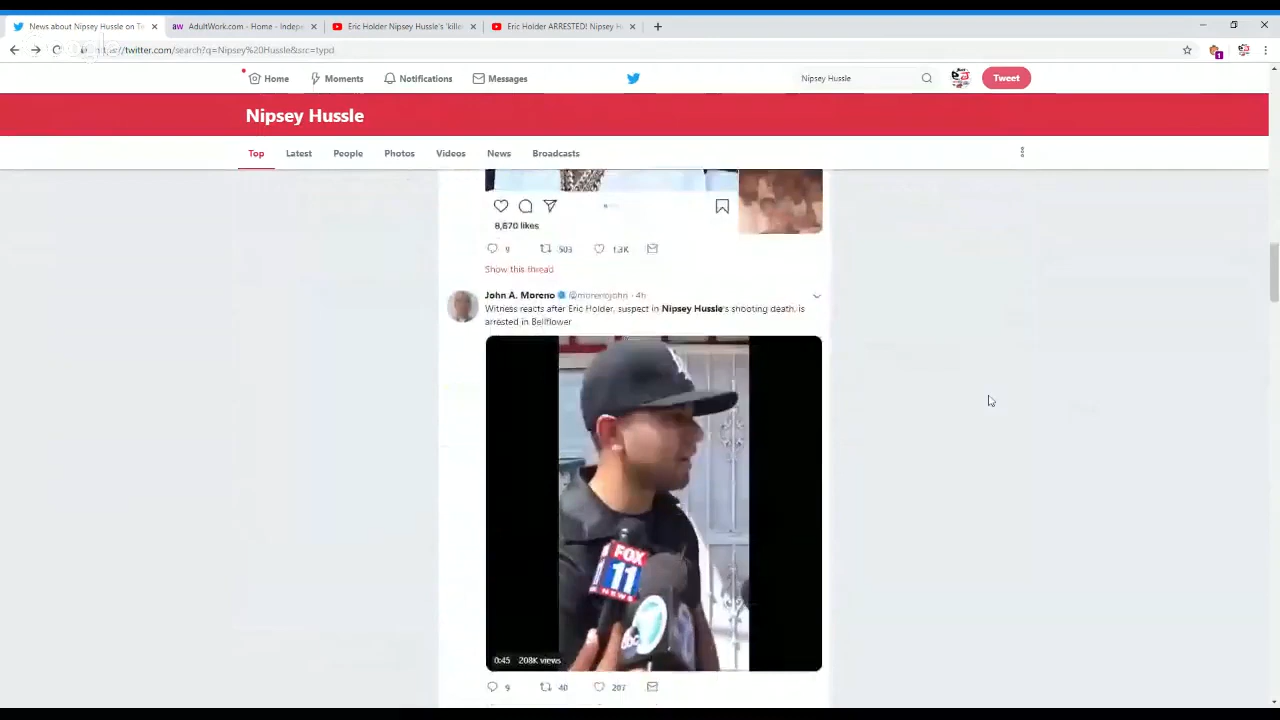 News about Nipsey Hussle on T
AdultWork.com - Home - Indepe
Eric Holder Nipsey Hussle's 'kille
Eric Holder ARRESTED! Nipsey H
https://twitter.com/search?q=Nipsey%20Hussle&src=typd
Home
Moments
Notifications
Messages
Nipsey Hussle
Tweet
Nipsey Hussle
Top
Latest
People
Photos
Videos
News
Broadcasts
8,670 likes
9 503 1.3K
Show this thread
John A. Moreno @morenojohn · 4h
Witness reacts after Eric Holder, suspect in Nipsey Hussle's shooting death, is
arrested in Bellflower
FOX
11
NEWS
abc
0:45 208K views
9 40 207